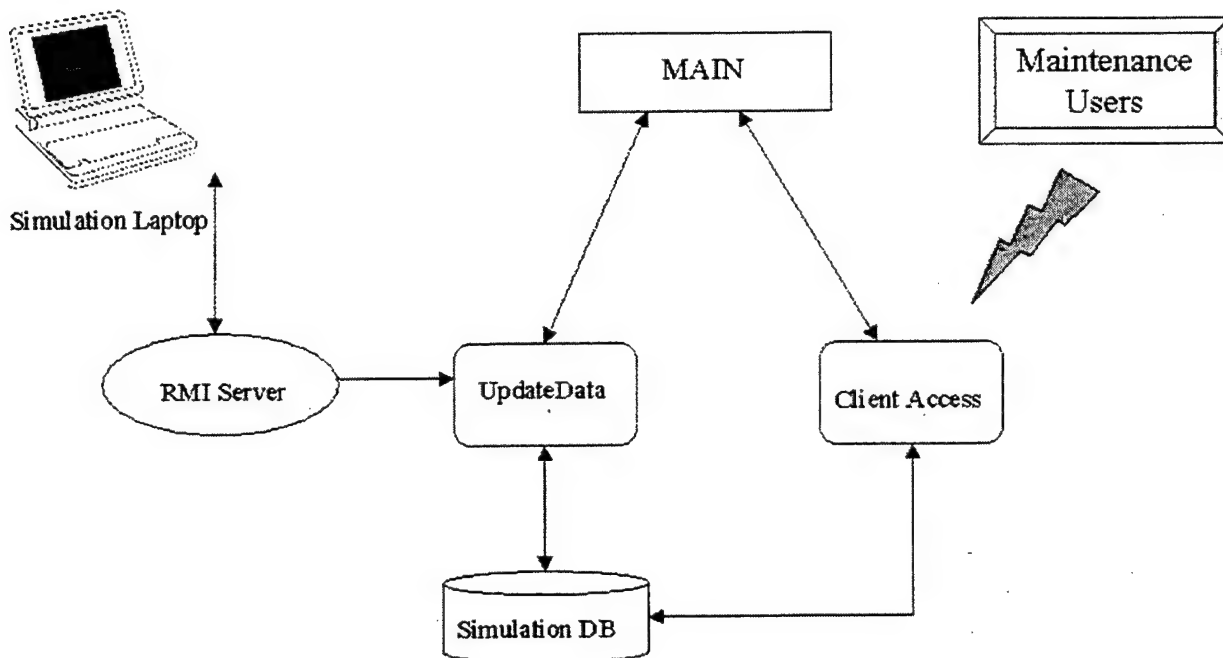 MAIN
Maintenance
Users
Simulation Laptop
RMI Server
UpdateData
Client Access
Simulation DB